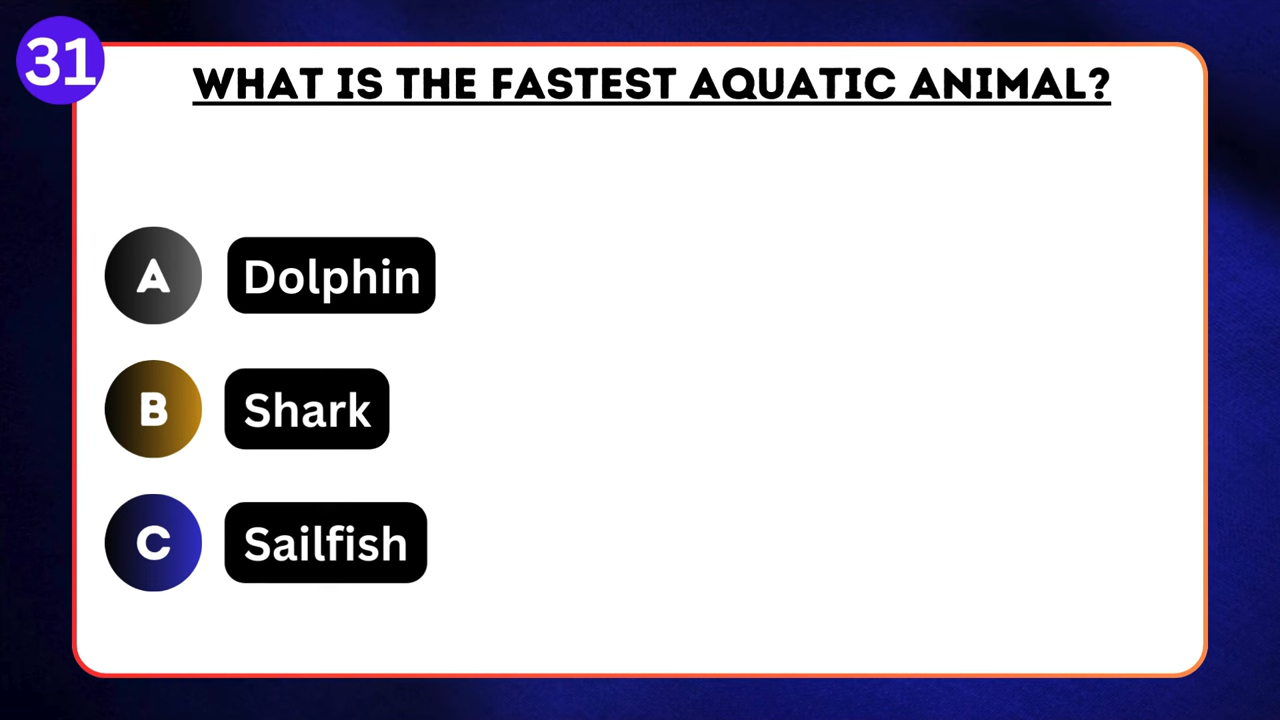 31
WHAT IS THE FASTEST AQUATIC ANIMAL?
A Dolphin
B Shark
C Sailfish